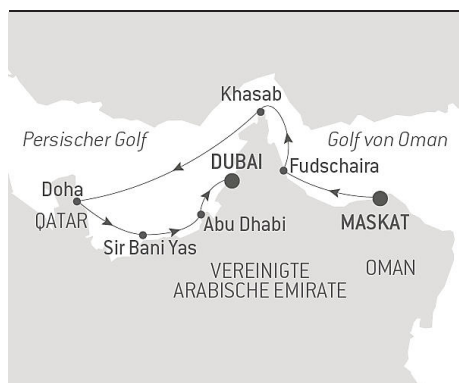 Khasab
Persischer Golf
Golf von Oman
DUBAI
Fudschaira
Doha
QATAR
Abu Dhabi
MASKAT
Sir Bani Yas
VEREINIGTE
ARABISCHE EMIRATE
OMAN